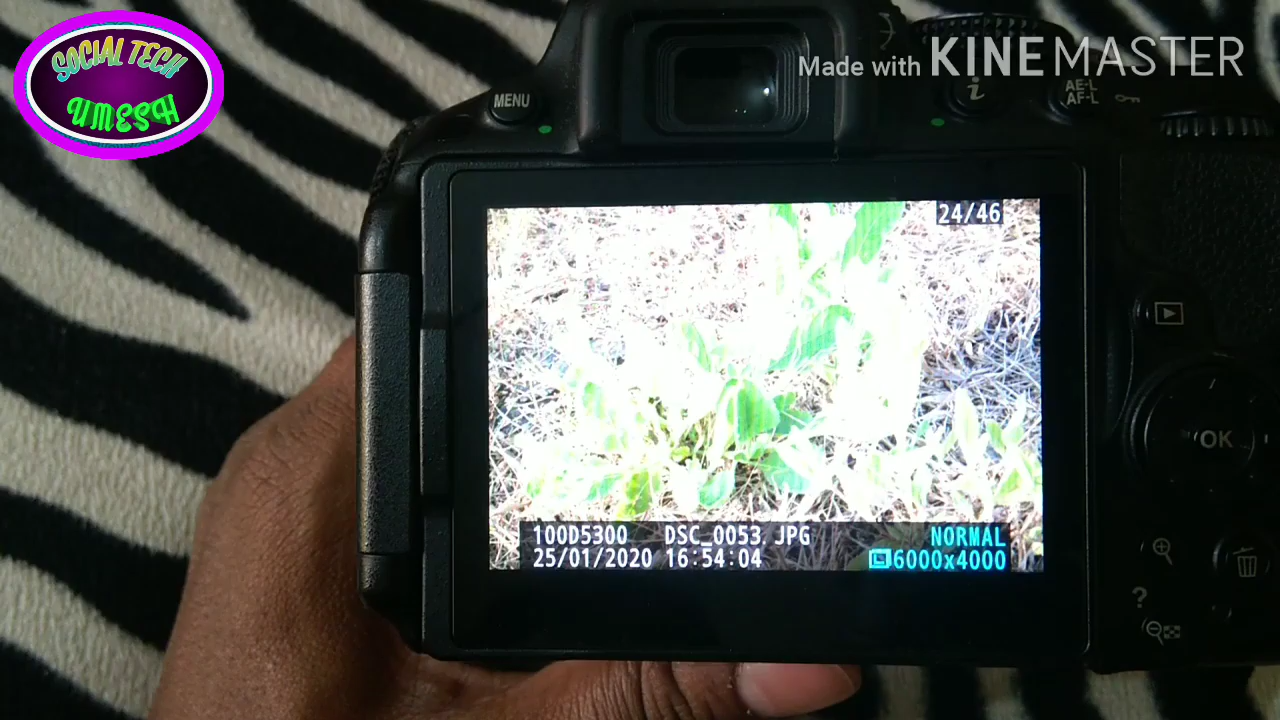 SOCIAL TECH
UMESH
Made with KINEMASTER
MENU
i
AE-L
AF-L
24/46
100D5300 DSC_0053.JPG NORMAL
25/01/2020 16:54:04 6000x4000
OK
?